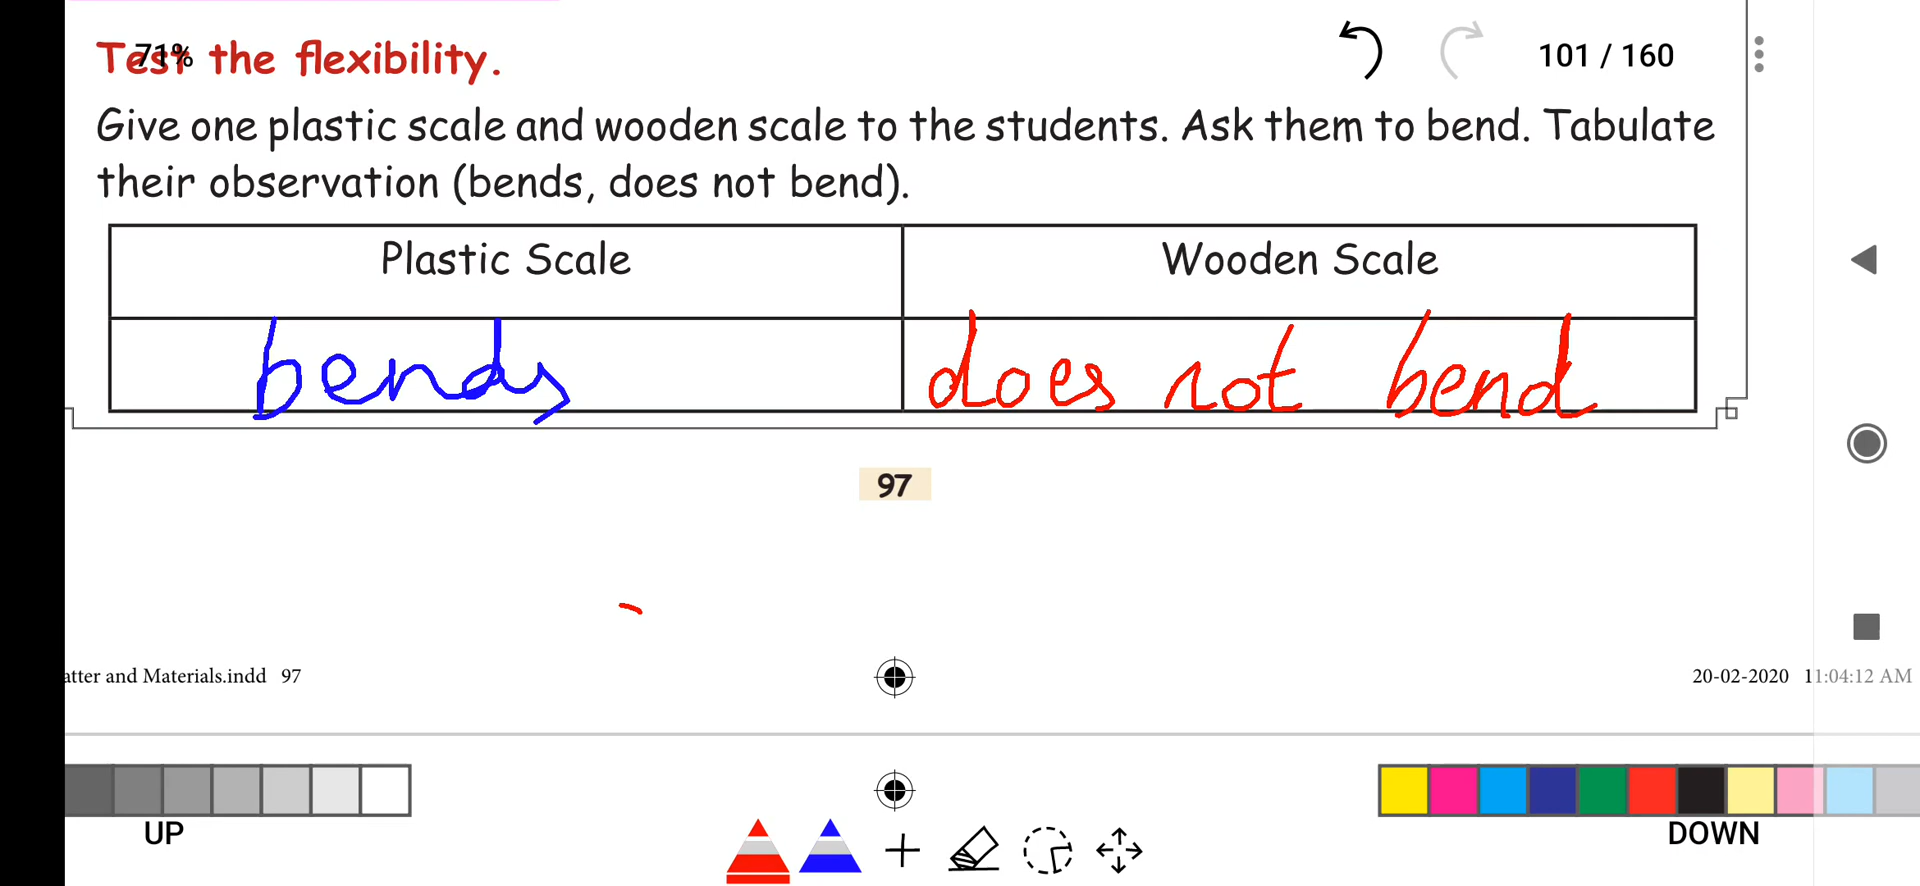 Test the flexibility.
71%
101 / 160
Give one plastic scale and wooden scale to the students. Ask them to bend. Tabulate
their observation (bends, does not bend).
Plastic Scale
Wooden Scale
bends
does not bend
97
atter and Materials.indd 97
20-02-2020 11:04:12 AM
UP
DOWN